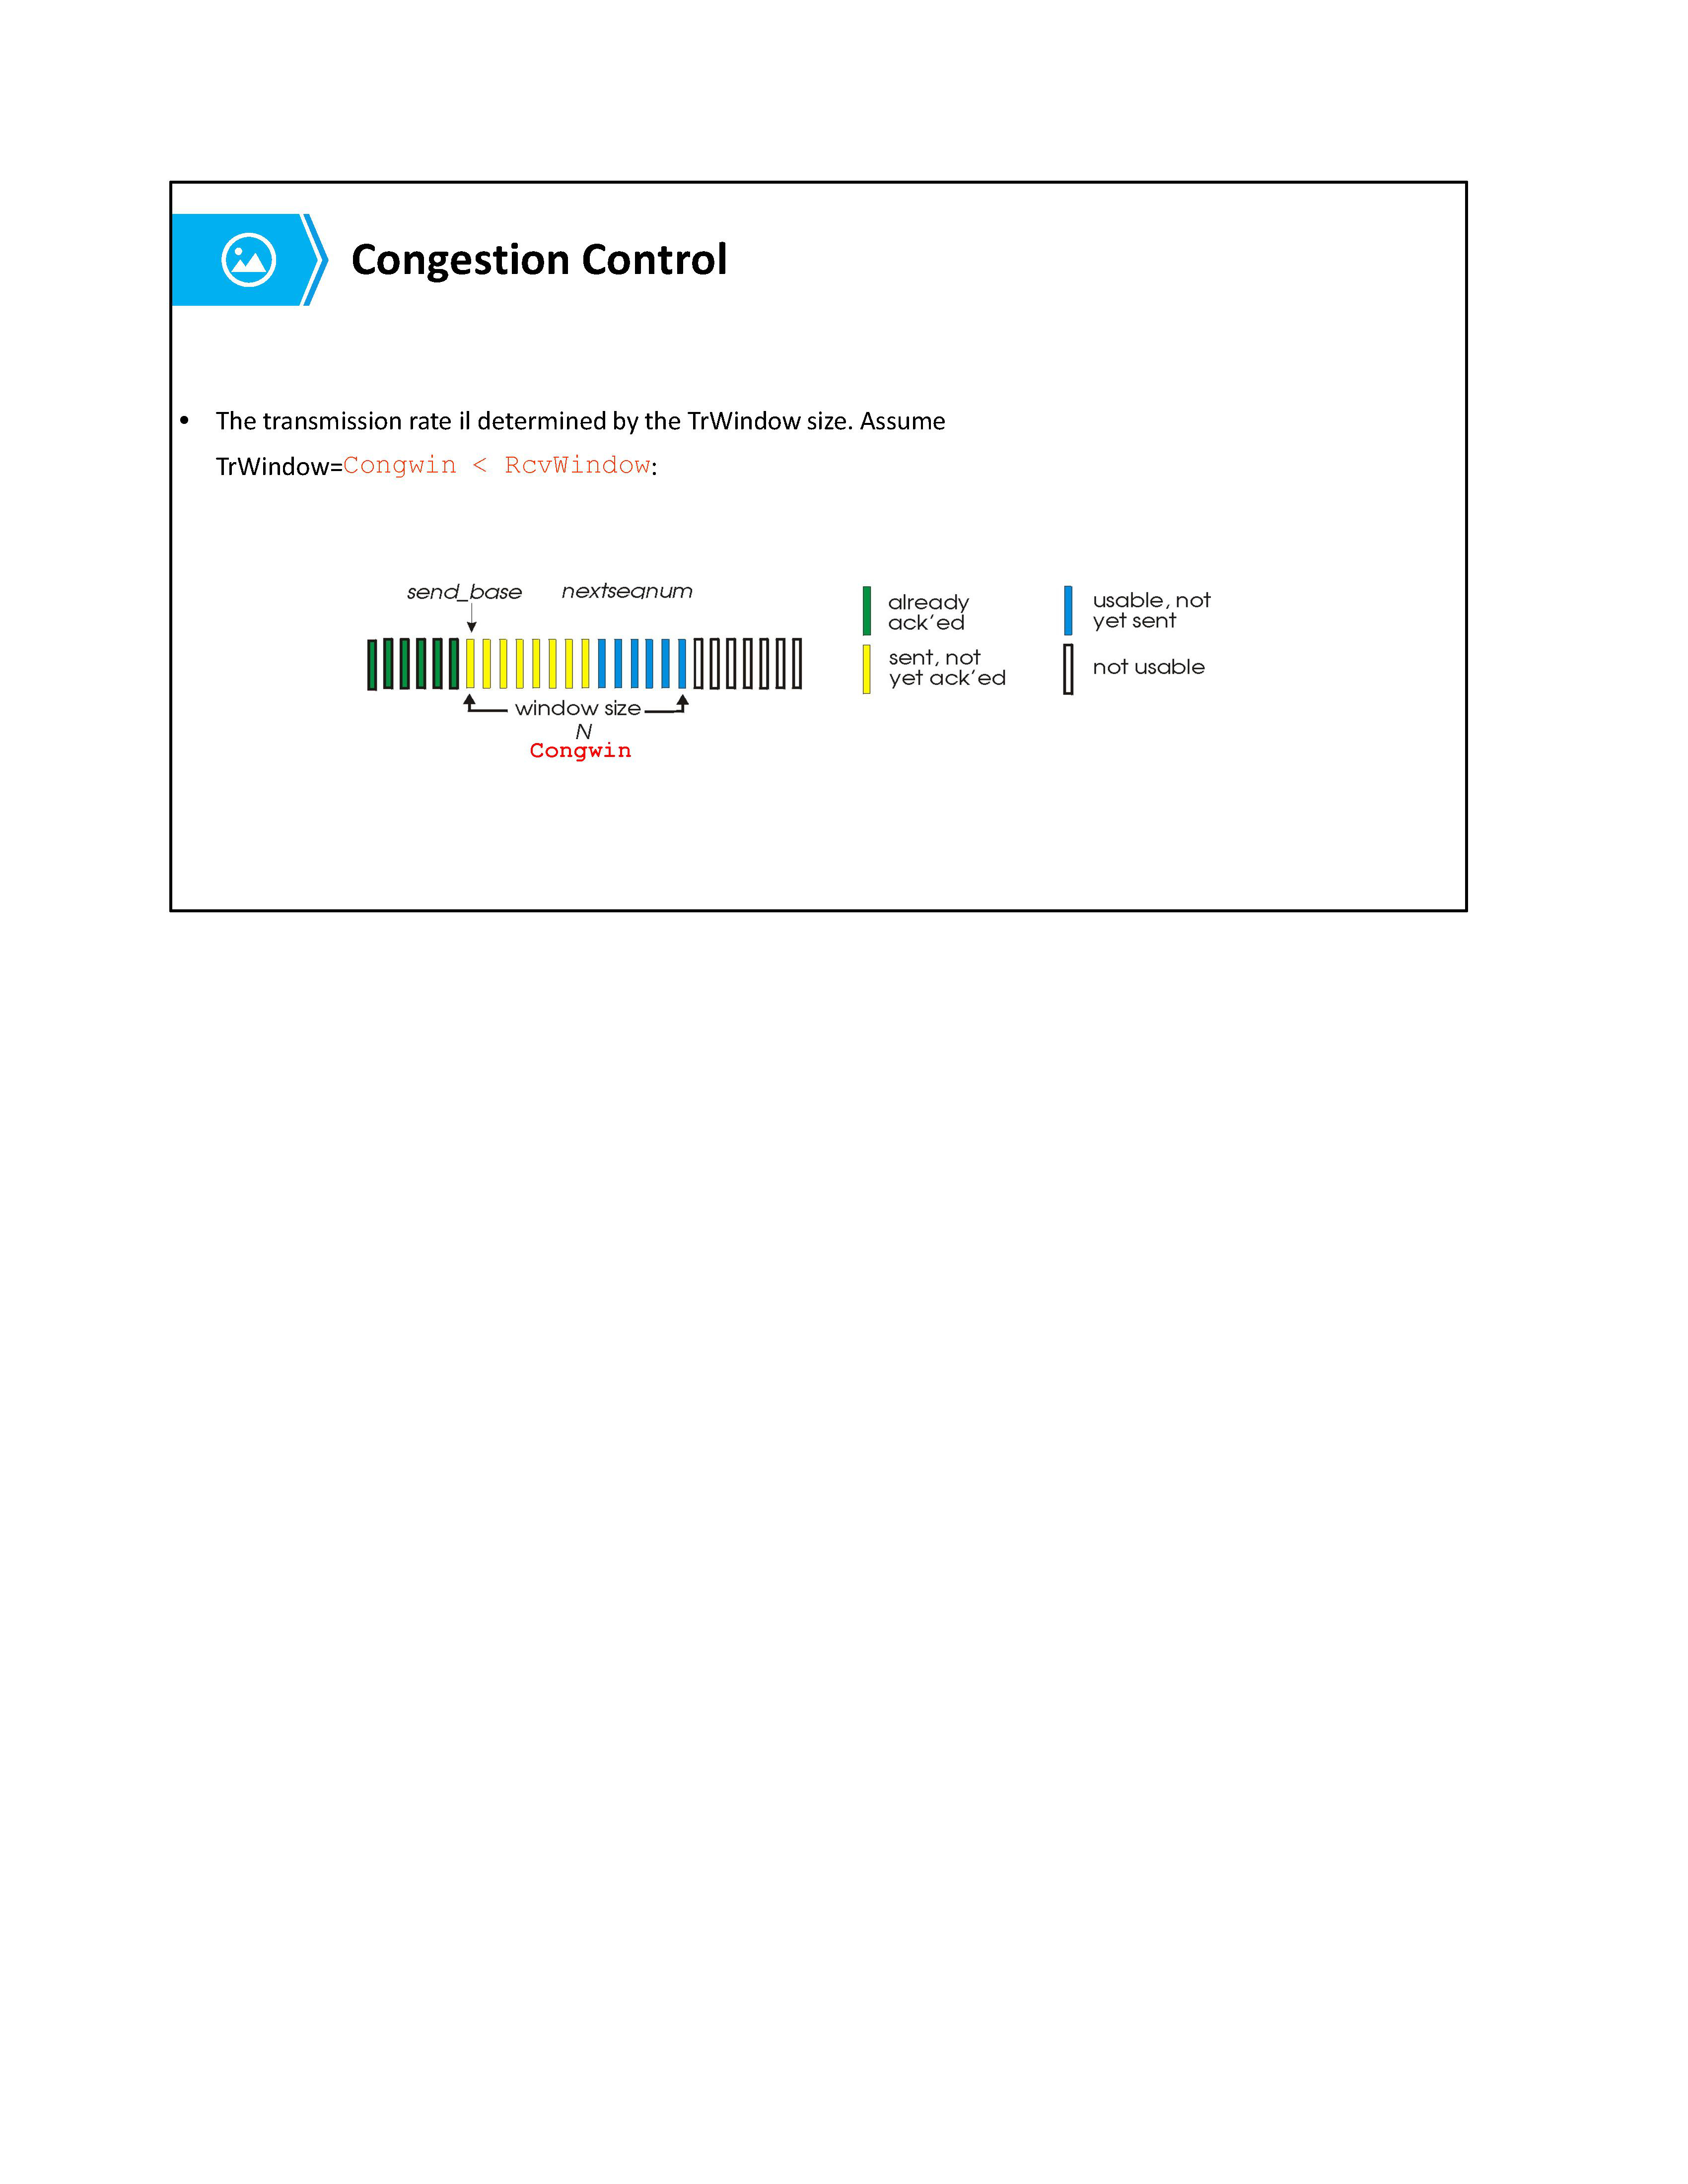 Congestion Control
• The transmission rate il determined by the TrWindow size. Assume
TrWindow=Congwin < RcvWindow:
send_base nextseqnum
already
ack'ed
usable, not
yet sent
sent, not
yet ack'ed
not usable
window size
N
Congwin